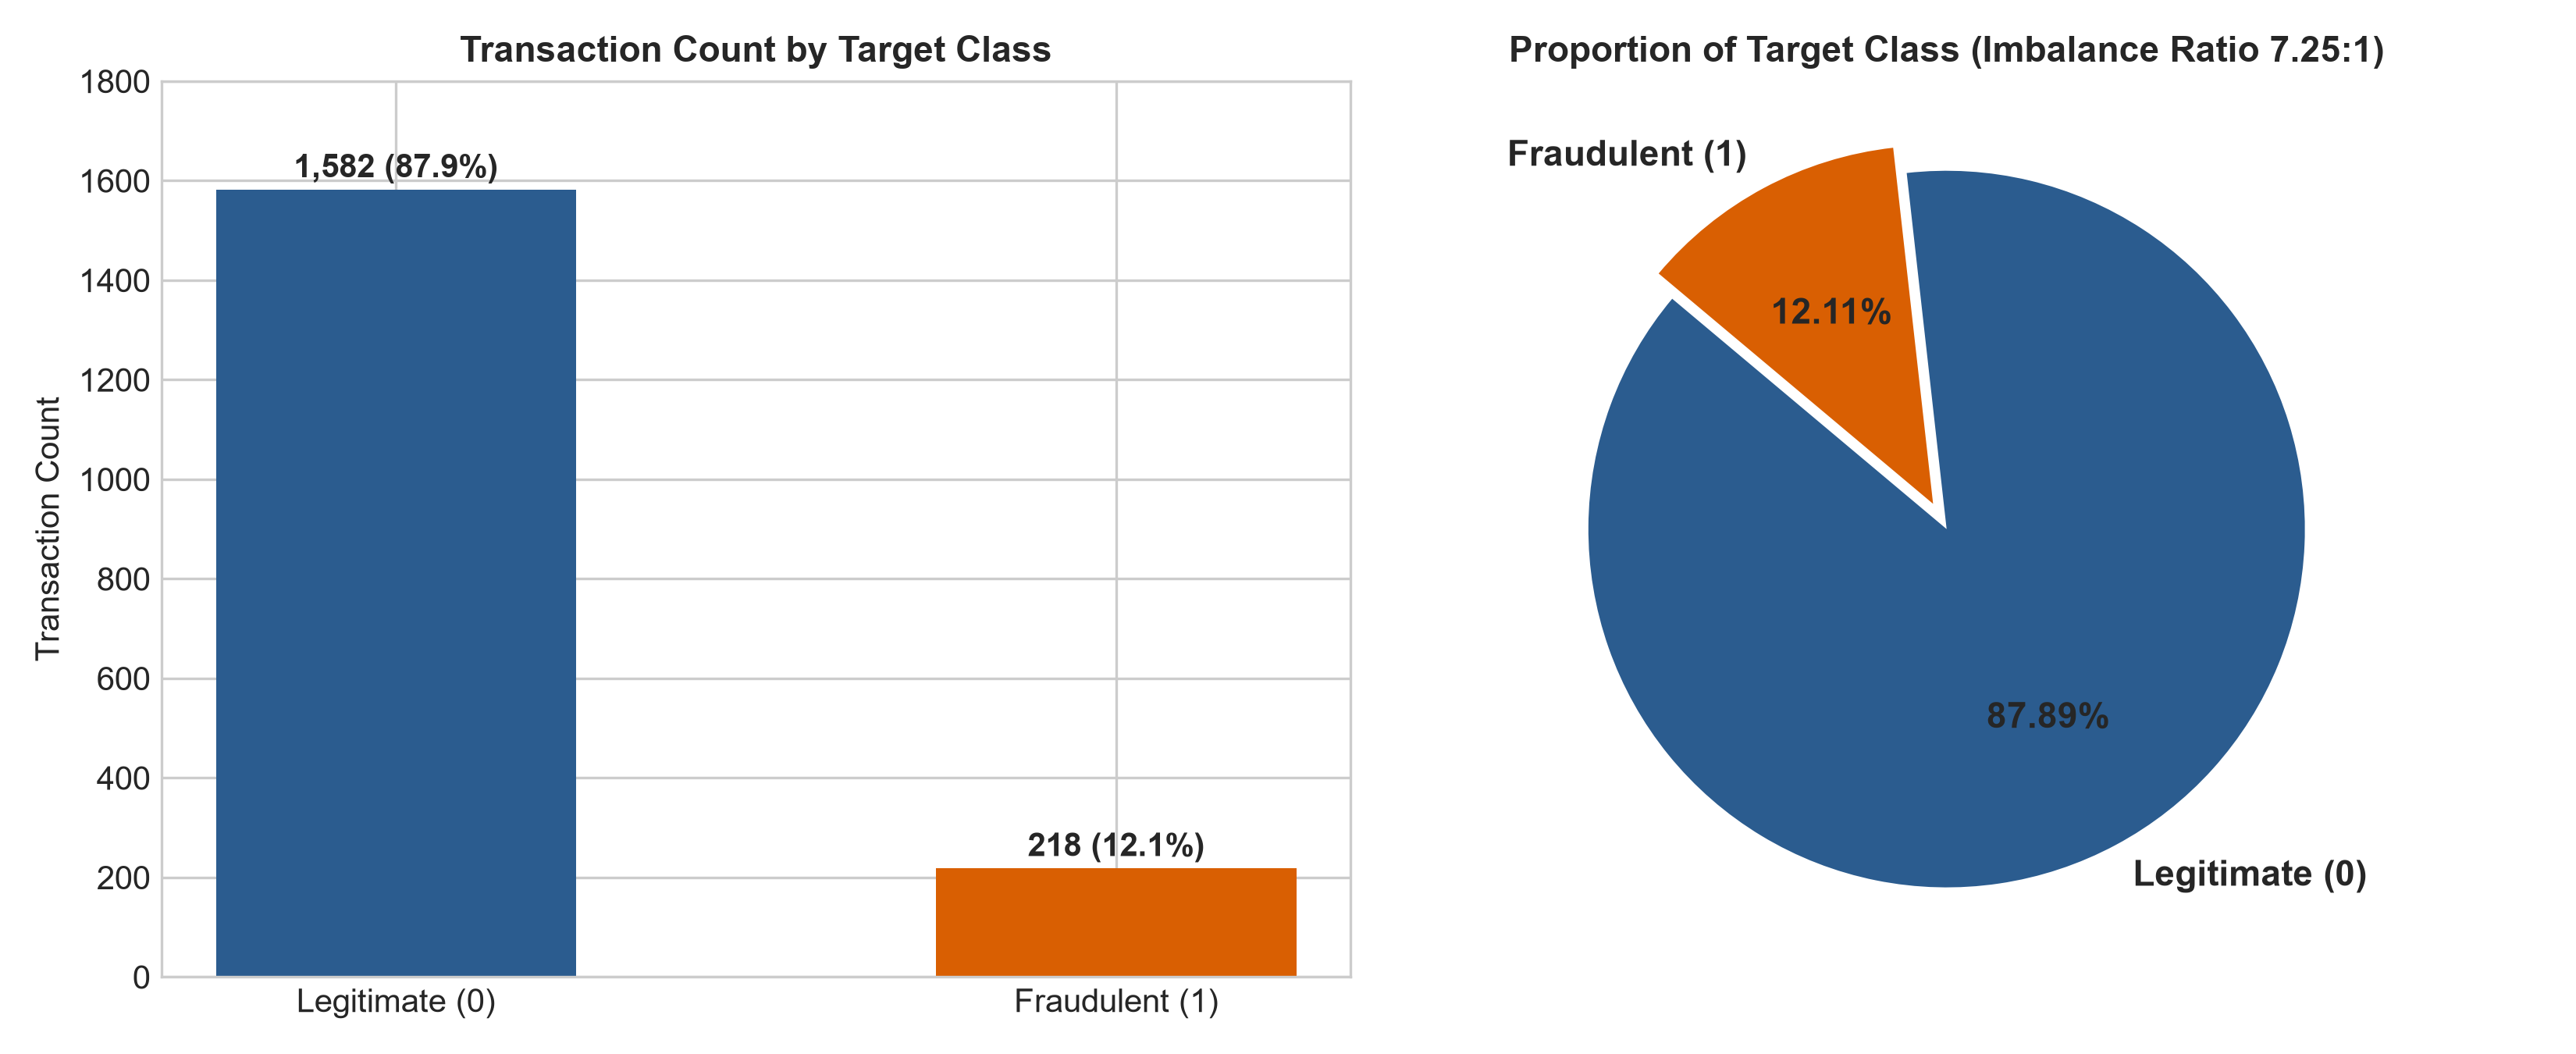 Transaction Count by Target Class
1800
1600
1400
1200
1000
800
600
400
200
0
Transaction Count
1,582 (87.9%)
218 (12.1%)
Legitimate (0)
Fraudulent (1)
Proportion of Target Class (Imbalance Ratio 7.25:1)
Fraudulent (1)
12.11%
87.89%
Legitimate (0)